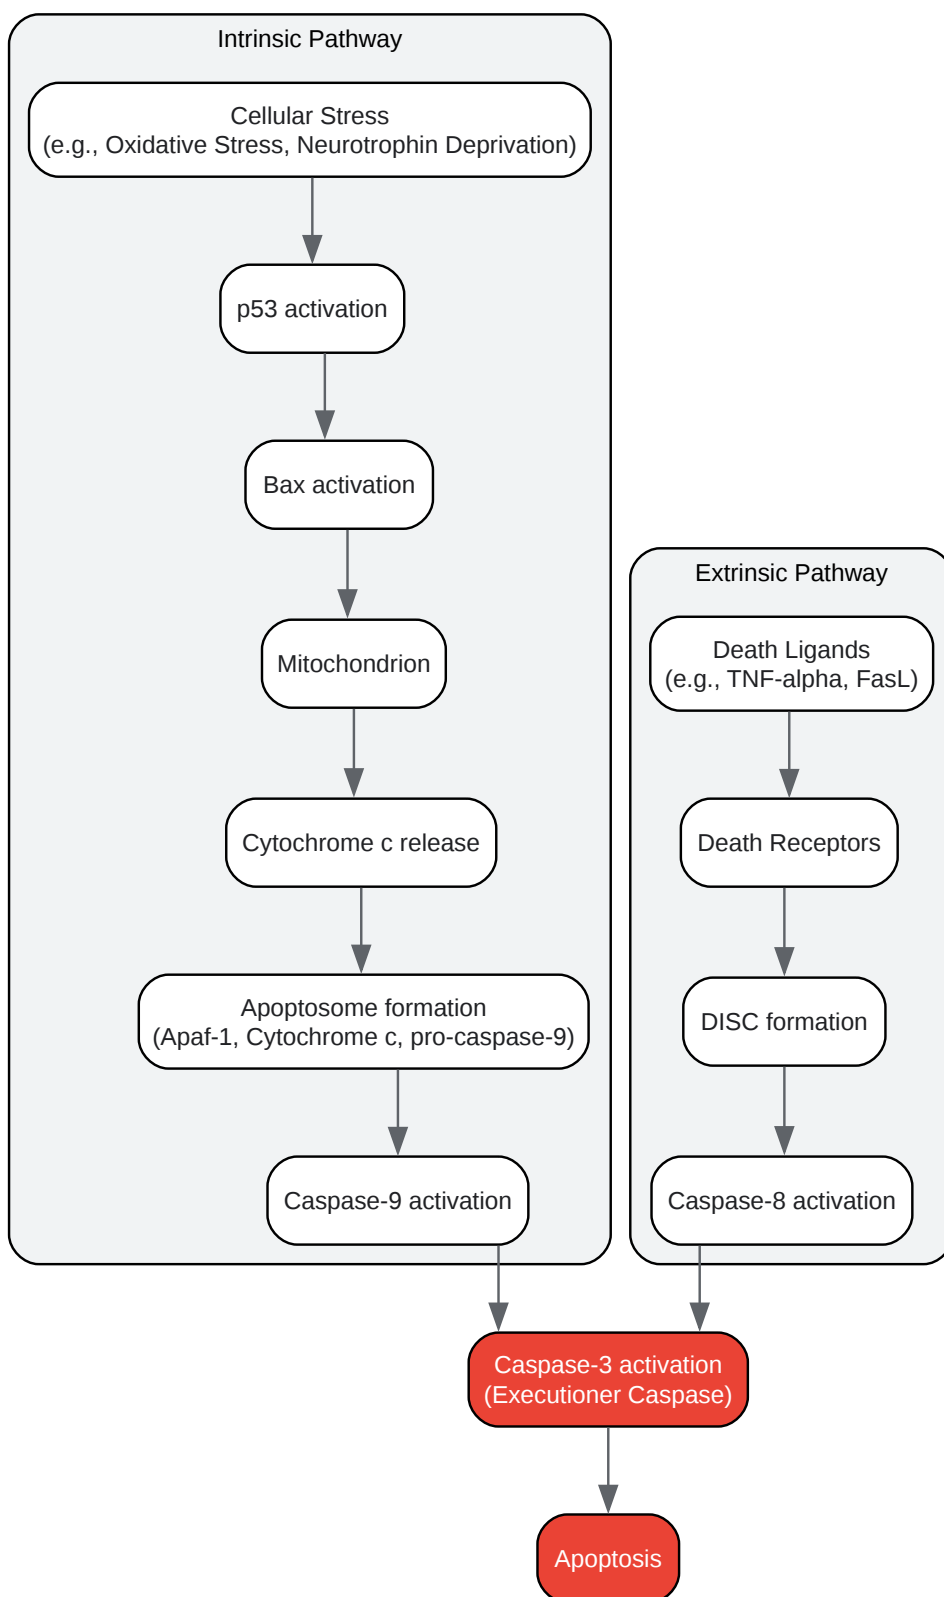 Intrinsic Pathway
Cellular Stress
(e.g., Oxidative Stress, Neurotrophin Deprivation)
p53 activation
Bax activation
Mitochondrion
Cytochrome c release
Apoptosome formation
(Apaf-1, Cytochrome c, pro-caspase-9)
Caspase-9 activation
Extrinsic Pathway
Death Ligands
(e.g., TNF-alpha, FasL)
Death Receptors
DISC formation
Caspase-8 activation
Caspase-3 activation
(Executioner Caspase)
Apoptosis